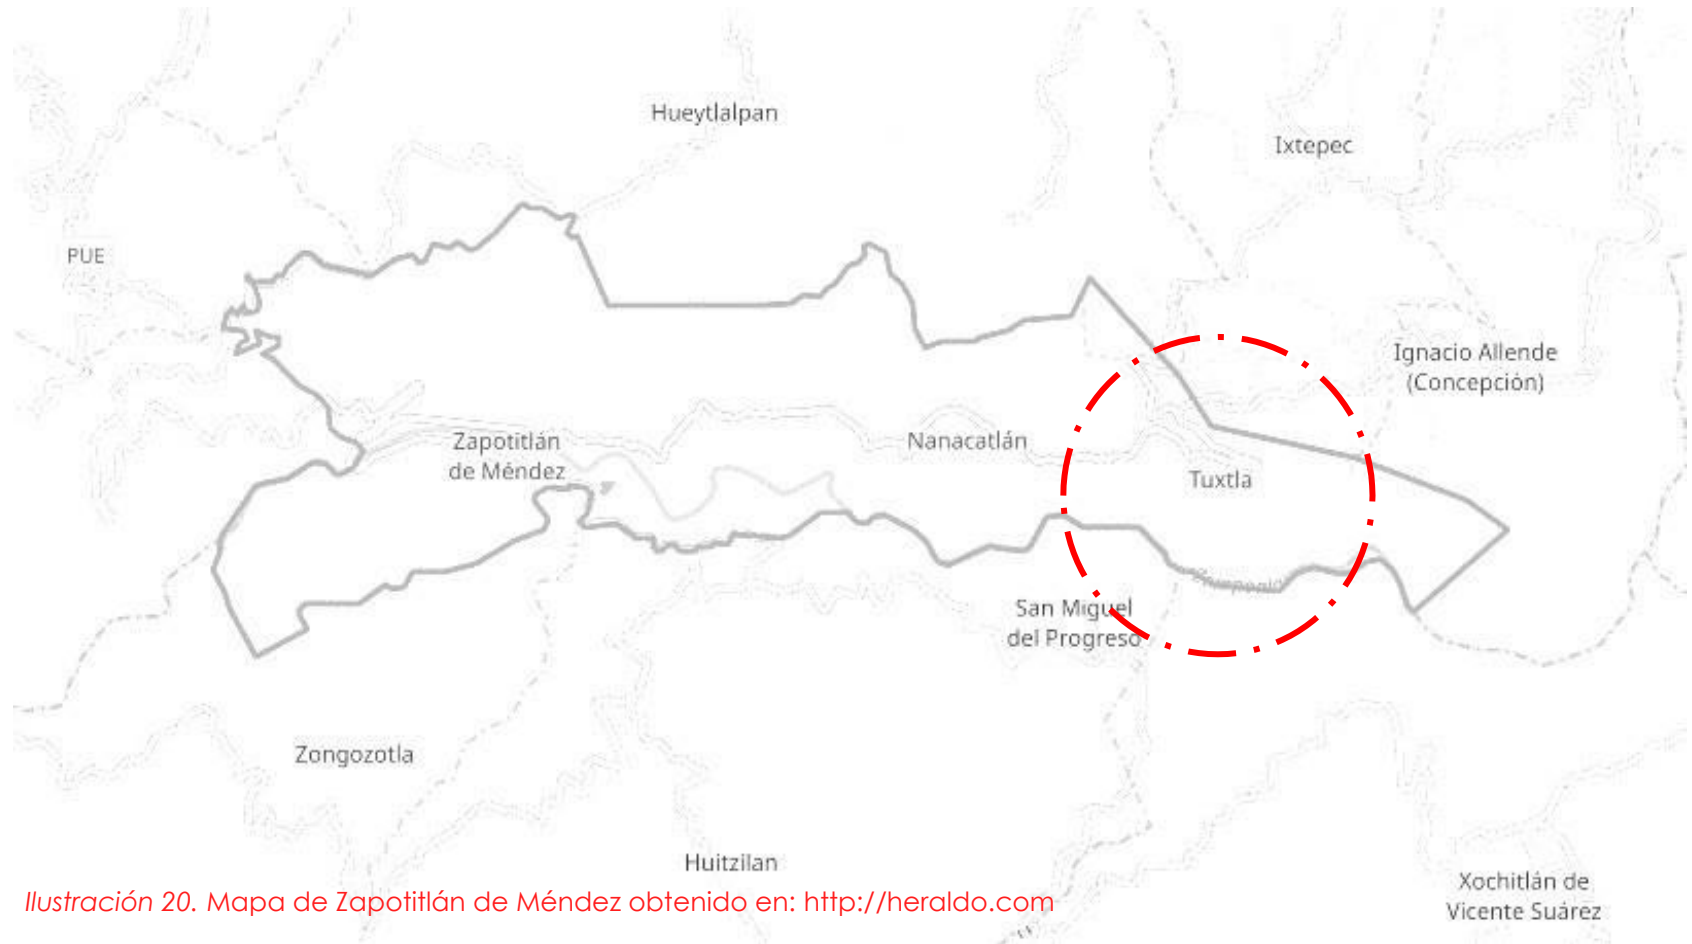 Hueytlalpan
Ixtepec
PUE
Ignacio Allende
(Concepción)
Zapotitlán
de Méndez
Nanacatlán
Tuxtla
San Miguel
del Progreso
Zongozotla
Huitzilan
Xochitlán de
Vicente Suárez
Ilustración 20. Mapa de Zapotitlán de Méndez obtenido en: http://heraldo.com